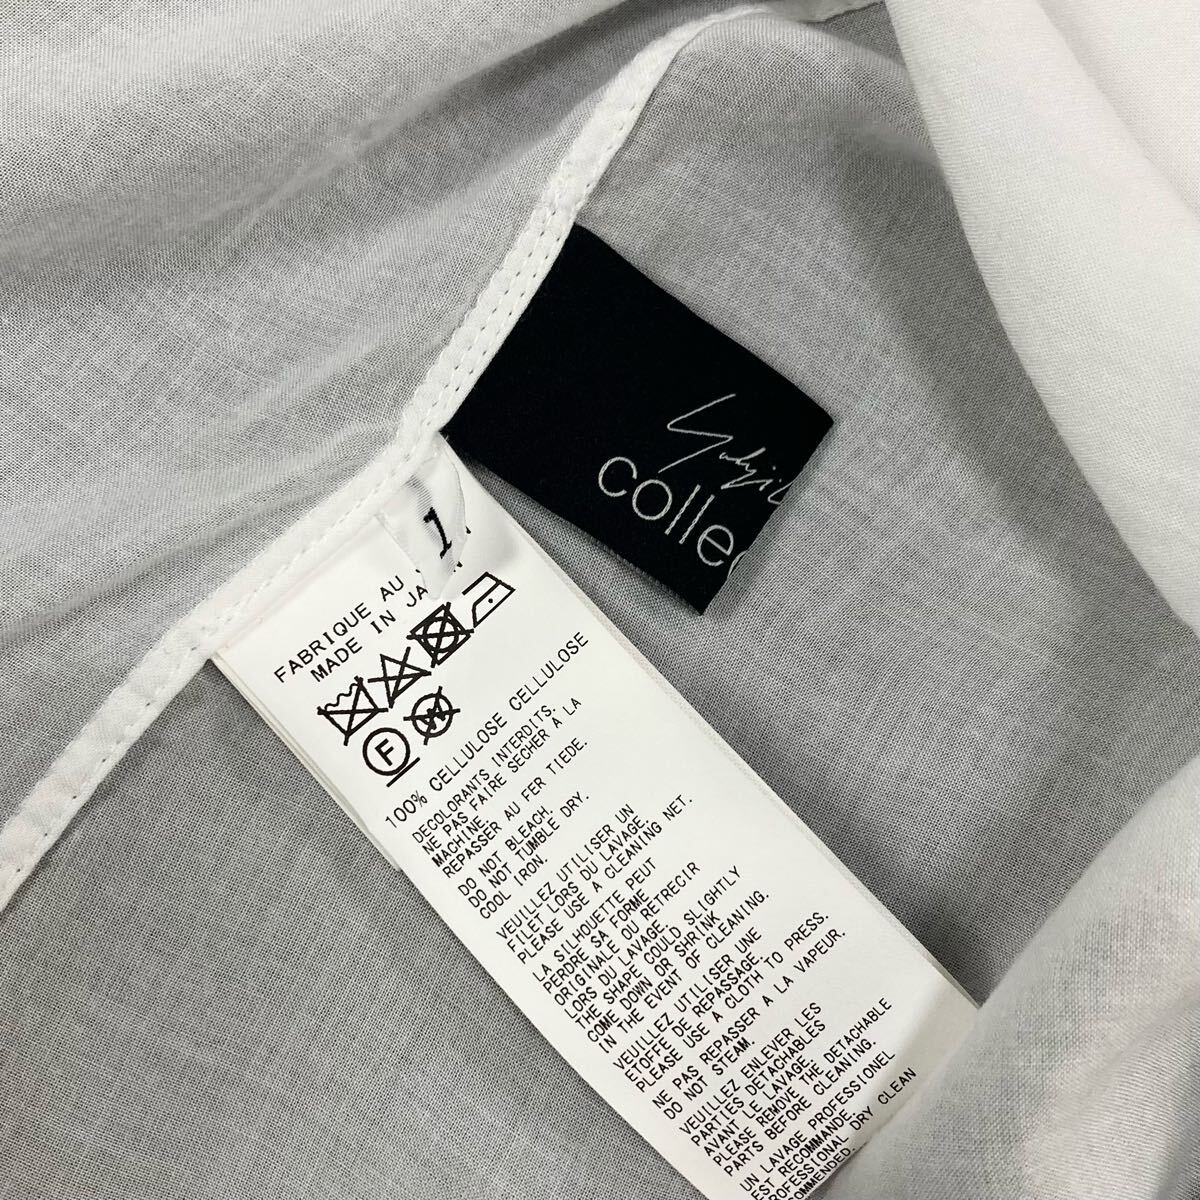 Yohji
colle
1
FABRIQUE AU
MADE IN JAPAN
F
W
100% CELLULOSE CELLULOSE
DECOLORANTS INTERDITS.
NE PAS FAIRE SECHER À LA
MACHINE.
REPASSER AU FER TIEDE.
DO NOT BLEACH.
DO NOT TUMBLE DRY.
COOL IRON.
VEUILLEZ UTILISER UN
FILET LORS DU LAVAGE.
PLEASE USE A CLEANING NET.
LA SILHOUETTE PEUT
PERDRE SA FORME
ORIGINALE OU RETRECIR
LORS DU LAVAGE.
THE SHAPE COULD SLIGHTLY
COME DOWN OR SHRINK
IN THE EVENT OF CLEANING.
VEUILLEZ UTILISER UNE
ETOFFE DE REPASSAGE.
PLEASE USE A CLOTH TO PRESS.
NE PAS REPASSER A LA VAPEUR.
DO NOT STEAM.
VEUILLEZ ENLEVER LES
PARTIES DETACHABLES
AVANT LE LAVAGE.
PLEASE REMOVE THE DETACHABLE
PARTS BEFORE CLEANING.
UN LAVAGE PROFESSIONEL
EST RECOMMANDE.
PROFESSIONAL DRY CLEAN